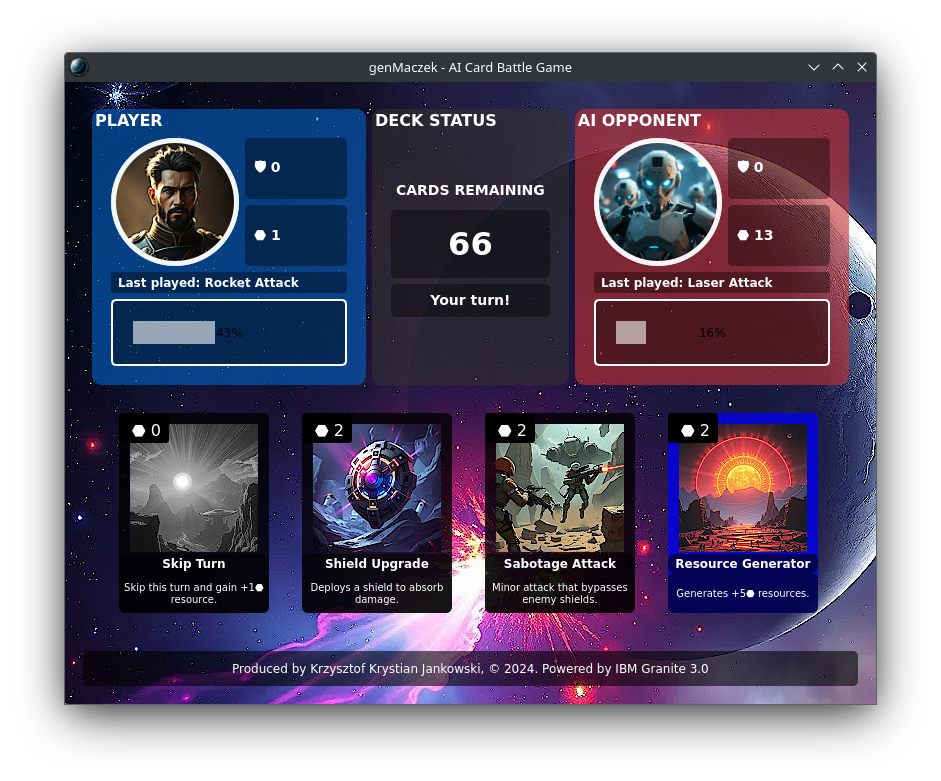 genMaczek - AI Card Battle Game
PLAYER
0
1
Last played: Rocket Attack
43%
DECK STATUS
CARDS REMAINING
66
Your turn!
AI OPPONENT
0
13
Last played: Laser Attack
16%
0
Skip Turn
Skip this turn and gain +1⬣
resource.
2
Shield Upgrade
Deploys a shield to absorb
damage.
2
Sabotage Attack
Minor attack that bypasses
enemy shields.
2
Resource Generator
Generates +5⬣ resources.
Produced by Krzysztof Krystian Jankowski, © 2024. Powered by IBM Granite 3.0